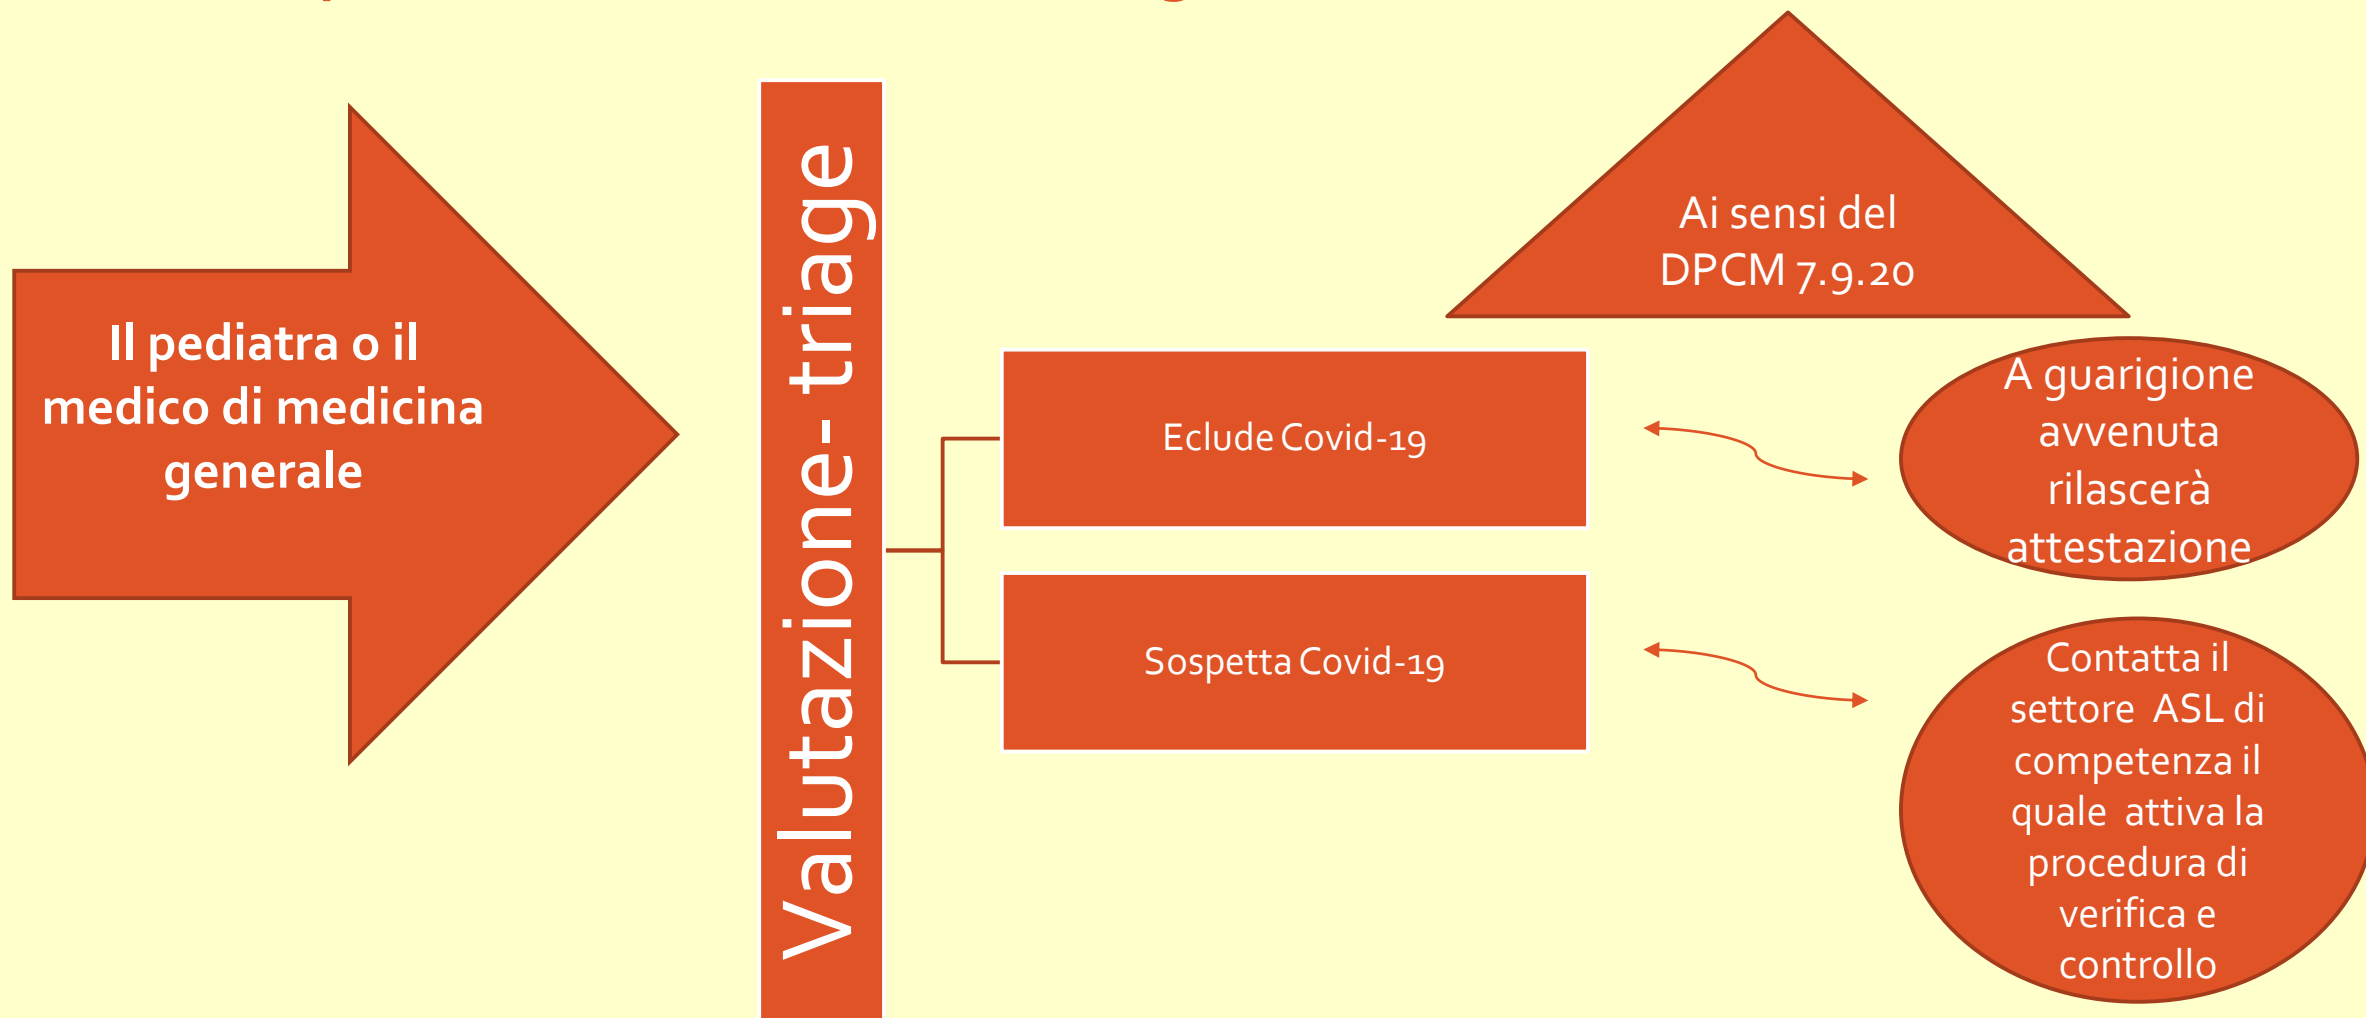 Il pediatra o il
medico di medicina
generale
Valutazione- triage
Ai sensi del
DPCM 7.9.20
Eclude Covid-19
A guarigione
avvenuta
rilascerà
attestazione
Sospetta Covid-19
Contatta il
settore ASL di
competenza il
quale attiva la
procedura di
verifica e
controllo